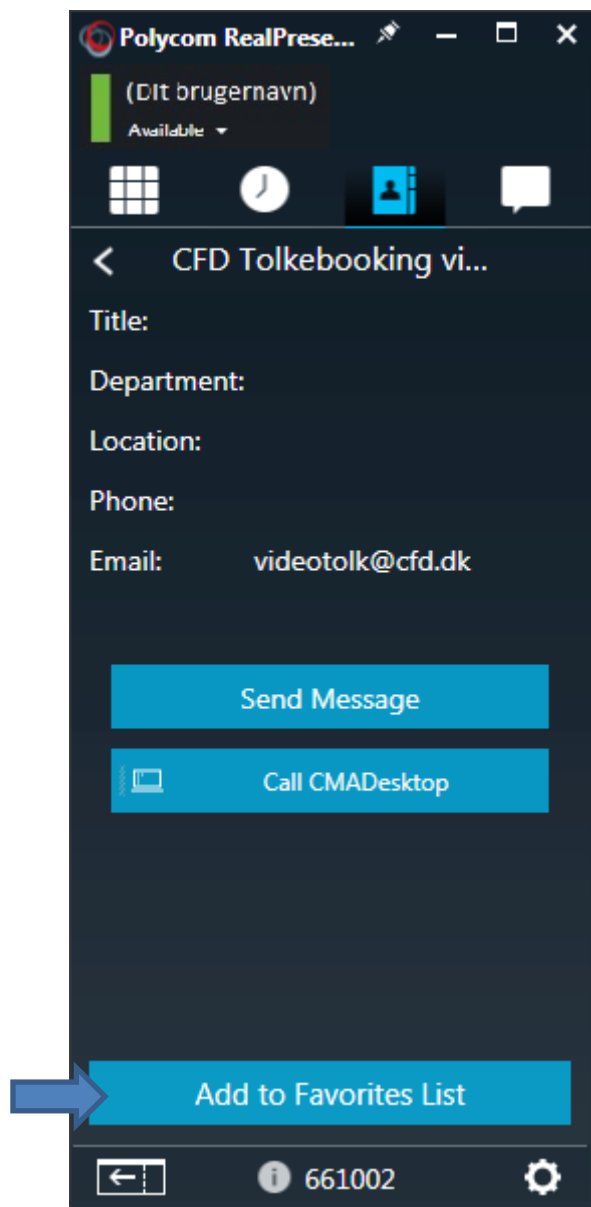 Polycom RealPrese...
(Dit brugernavn)
Available
CFD Tolkebooking vi...
Title:
Department:
Location:
Phone:
Email: videotolk@cfd.dk
Send Message
Call CMADesktop
Add to Favorites List
661002